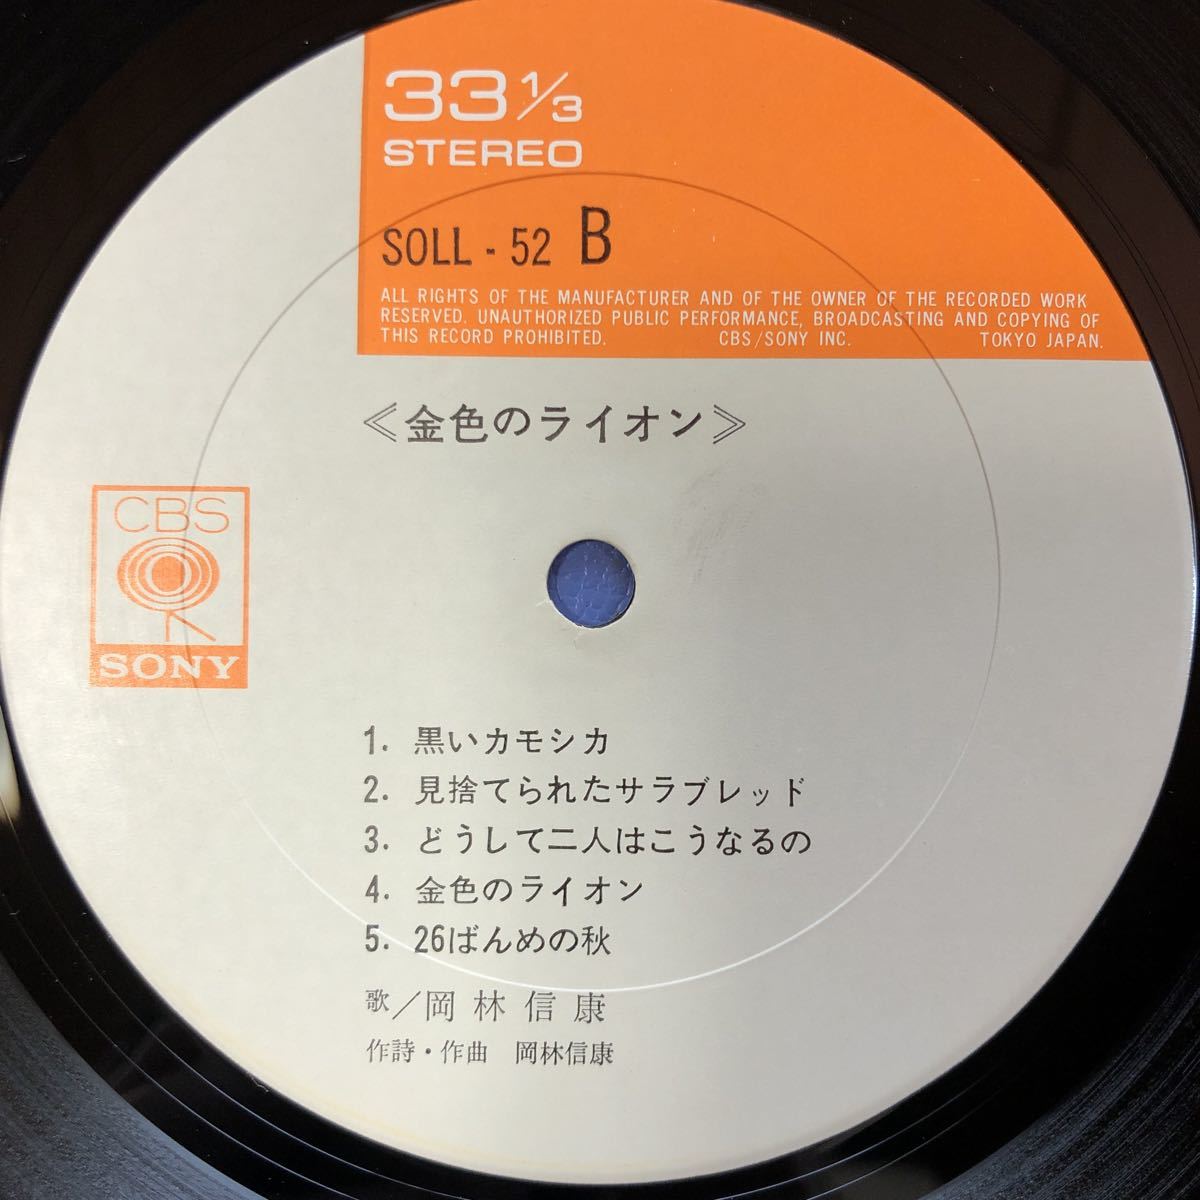 33 1/3
STEREO
SOLL - 52 B
ALL RIGHTS OF THE MANUFACTURER AND OF THE OWNER OF THE RECORDED WORK
RESERVED. UNAUTHORIZED PUBLIC PERFORMANCE, BROADCASTING AND COPYING OF
THIS RECORD PROHIBITED. CBS/SONY INC. TOKYO JAPAN.
≪金色のライオン≫
CBS
SONY
1. 黒いカモシカ
2. 見捨てられたサラブレッド
3. どうして二人はこうなるの
4. 金色のライオン
5. 26ばんめの秋
歌／岡林信康
作詩・作曲 岡林信康